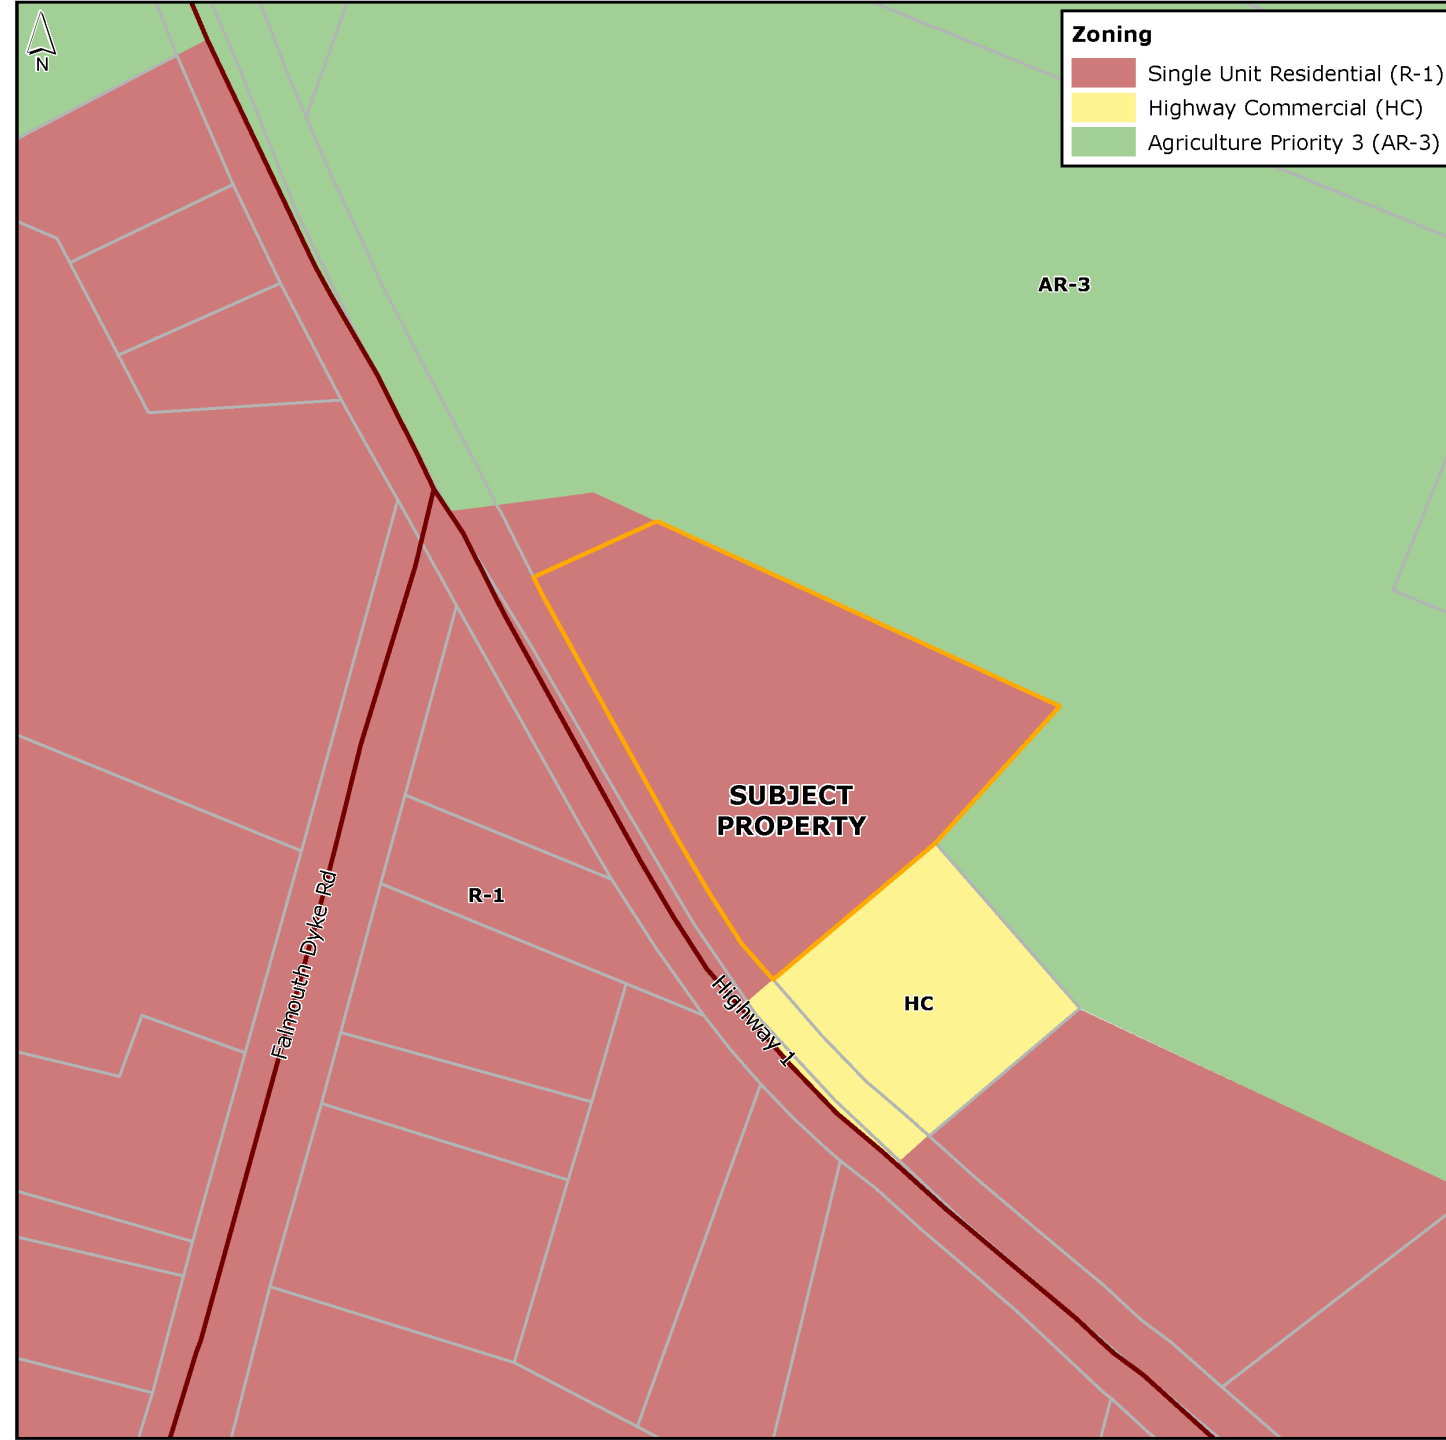 N
Zoning
Single Unit Residential (R-1)
Highway Commercial (HC)
Agriculture Priority 3 (AR-3)
AR-3
SUBJECT
PROPERTY
R-1
Falmouth Dyke Rd
Highway 1
HC